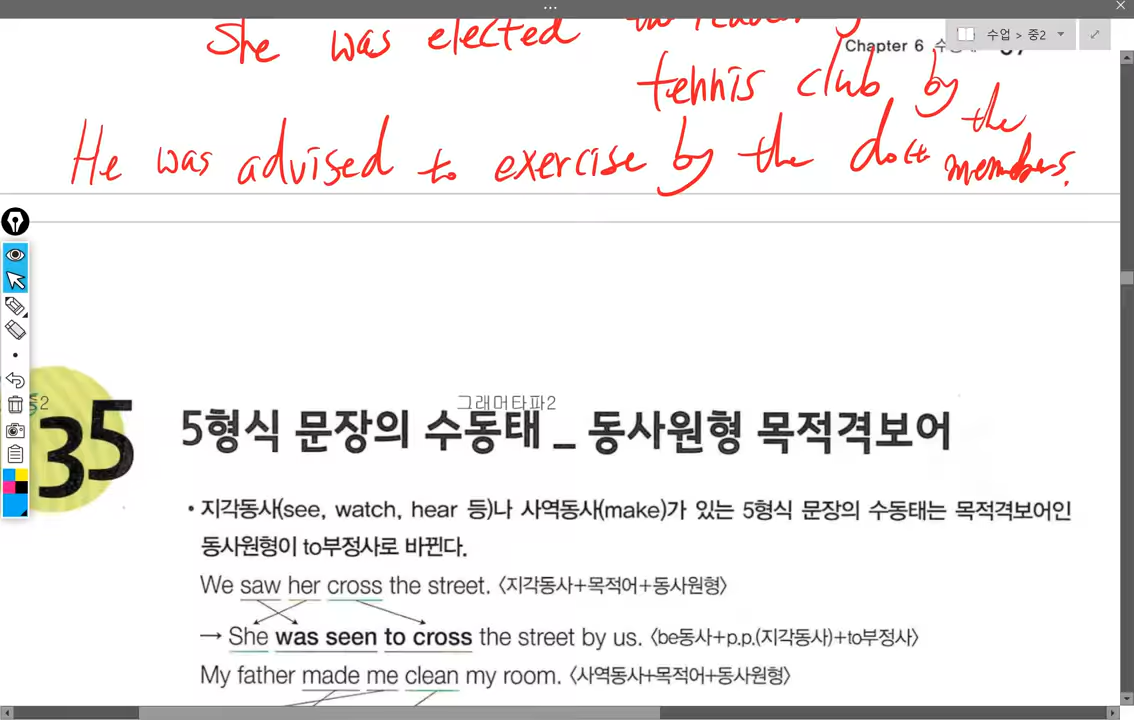 수업 > 중2
Chapter 6
She was elected
tennis club by the
He was advised to exercise by the doct members.
그래머타파2
35 5형식 문장의 수동태 _ 동사원형 목적격보어
• 지각동사(see, watch, hear 등)나 사역동사(make)가 있는 5형식 문장의 수동태는 목적격보어인
동사원형이 to부정사로 바뀐다.
We saw her cross the street. <지각동사+목적어+동사원형>
→ She was seen to cross the street by us. <be동사+p.p.(지각동사)+to부정사>
My father made me clean my room. <사역동사+목적어+동사원형>